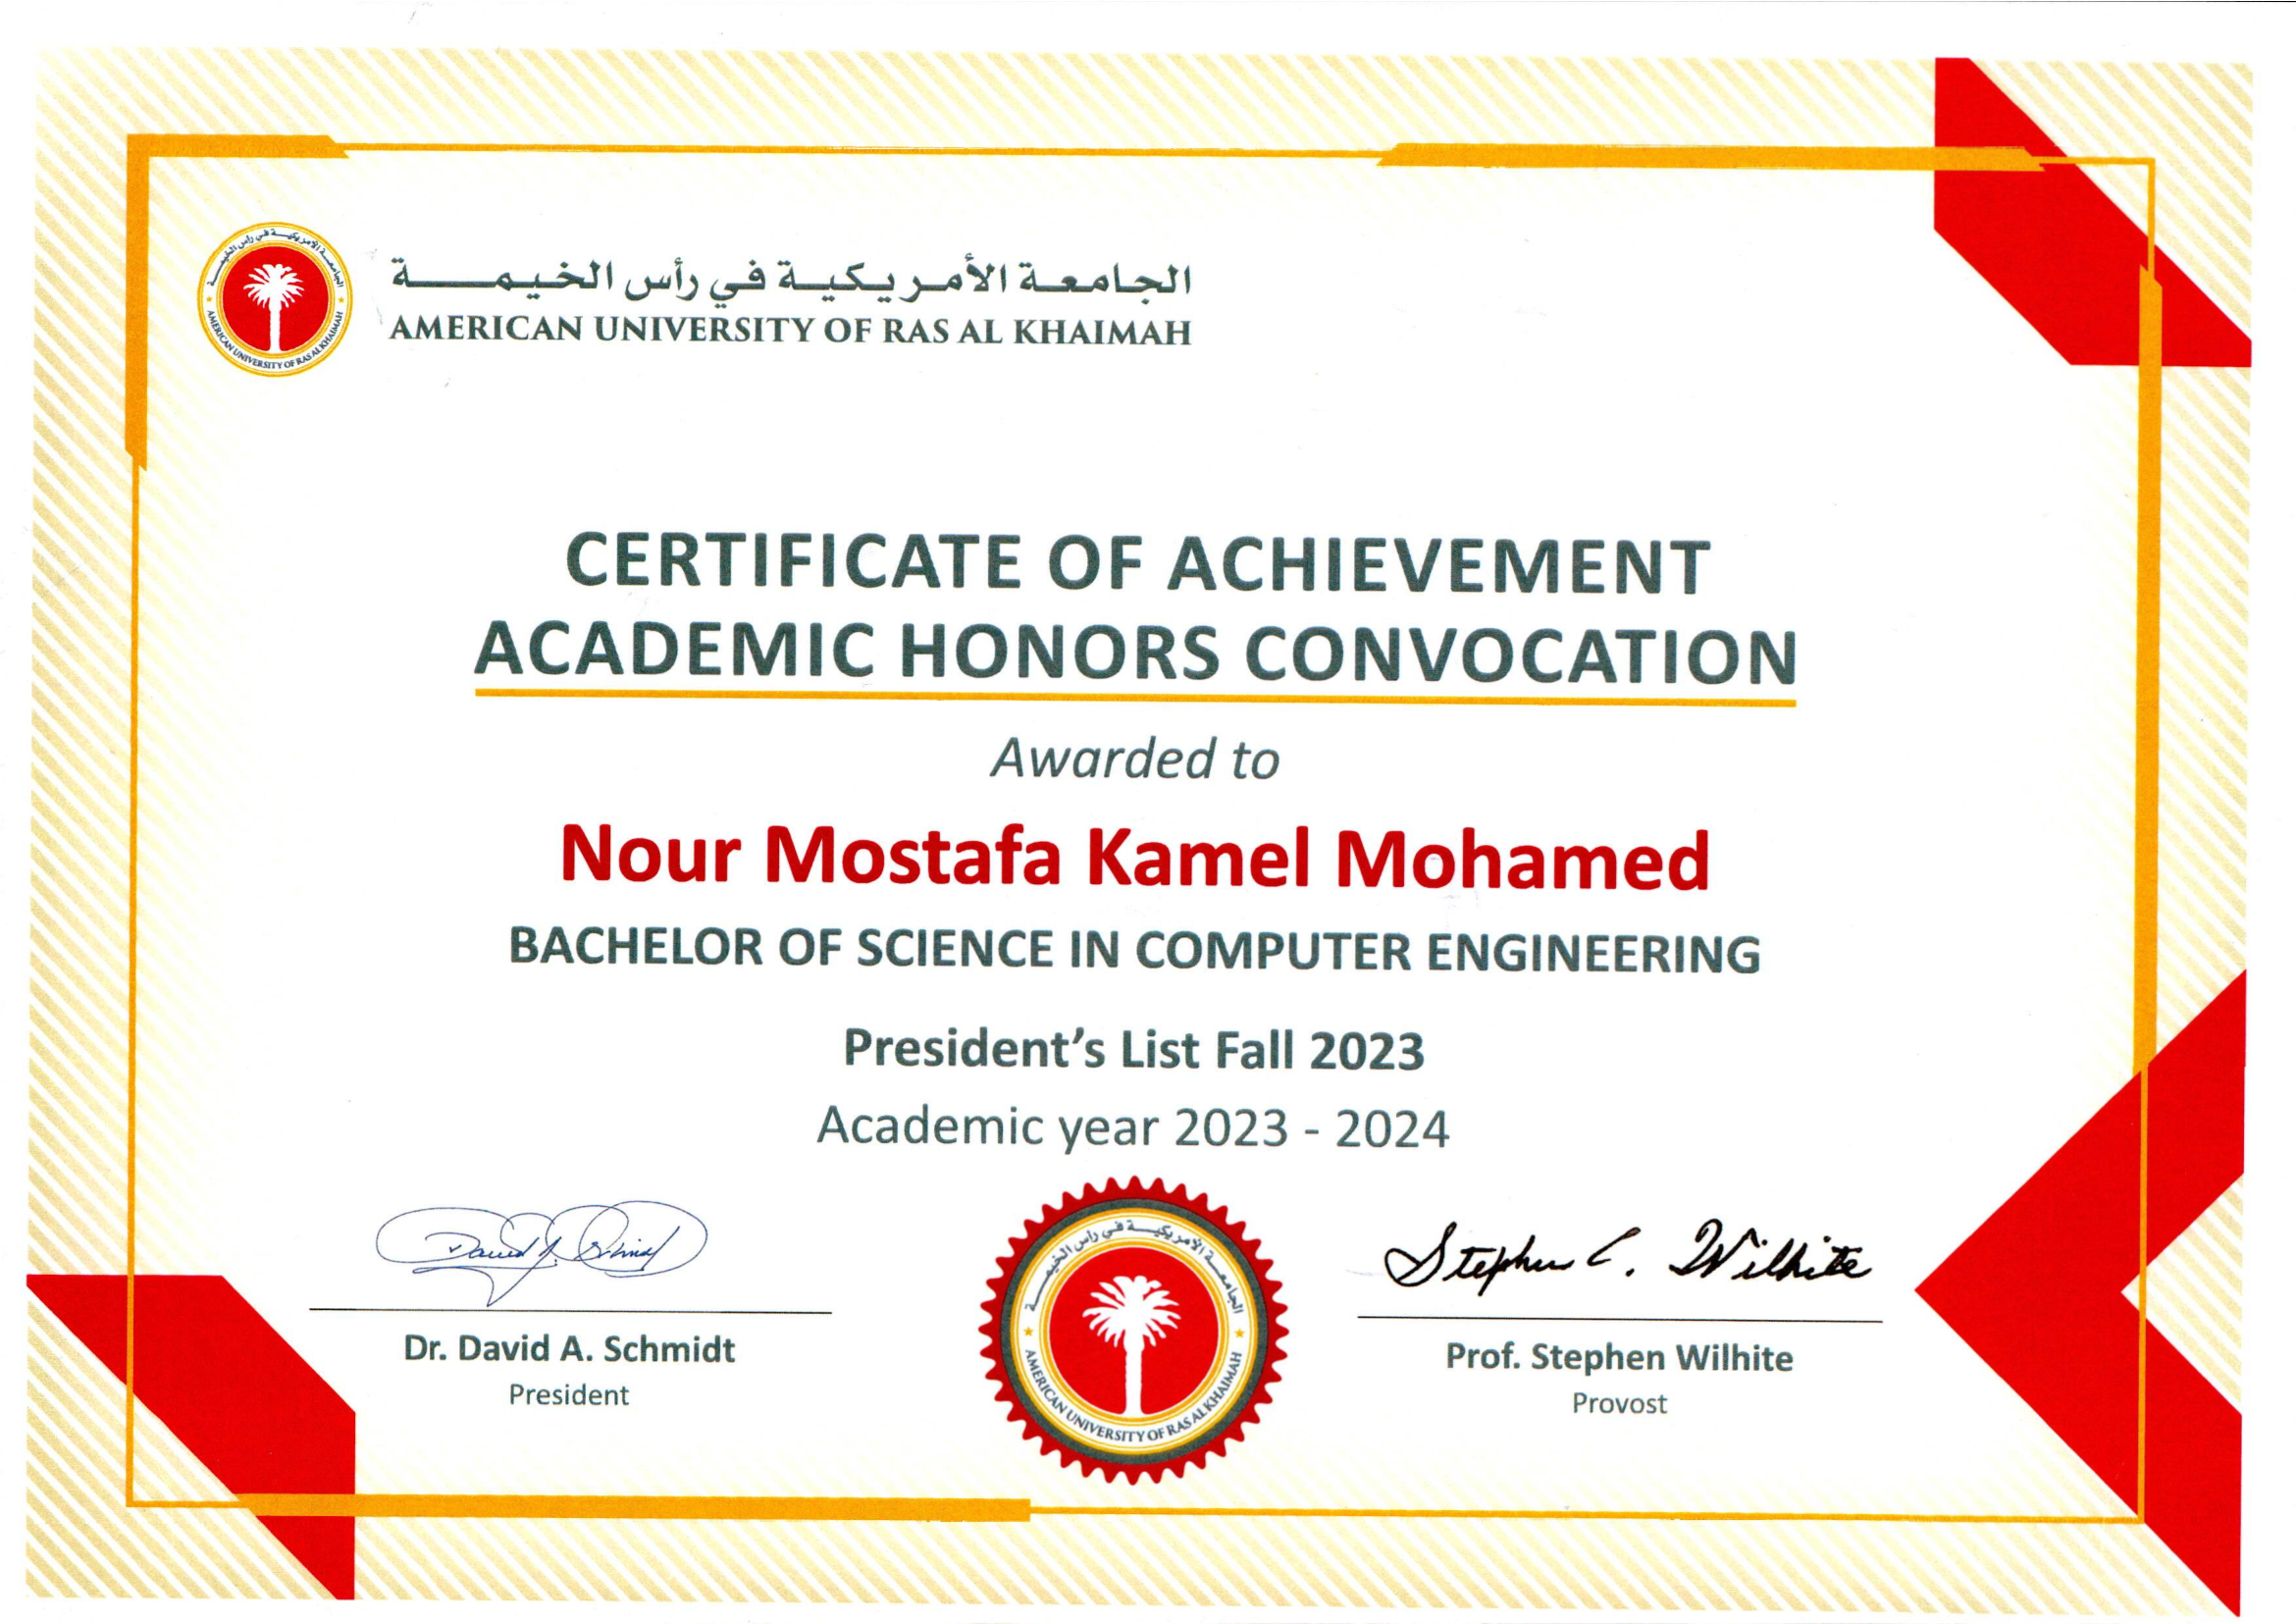 الجامعة الأمريكية في رأس الخيمة
AMERICAN UNIVERSITY OF RAS AL KHAIMAH
الجامعة الأمريكية في رأس الخيمة
AMERICAN UNIVERSITY OF RAS AL KHAIMAH
CERTIFICATE OF ACHIEVEMENT
ACADEMIC HONORS CONVOCATION
Awarded to
Nour Mostafa Kamel Mohamed
BACHELOR OF SCIENCE IN COMPUTER ENGINEERING
President's List Fall 2023
Academic year 2023 - 2024
David A. Schmidt
Stephen C. Wilhite
الجامعة الأمريكية في رأس الخيمة
AMERICAN UNIVERSITY OF RAS AL KHAIMAH
Dr. David A. Schmidt
President
Prof. Stephen Wilhite
Provost